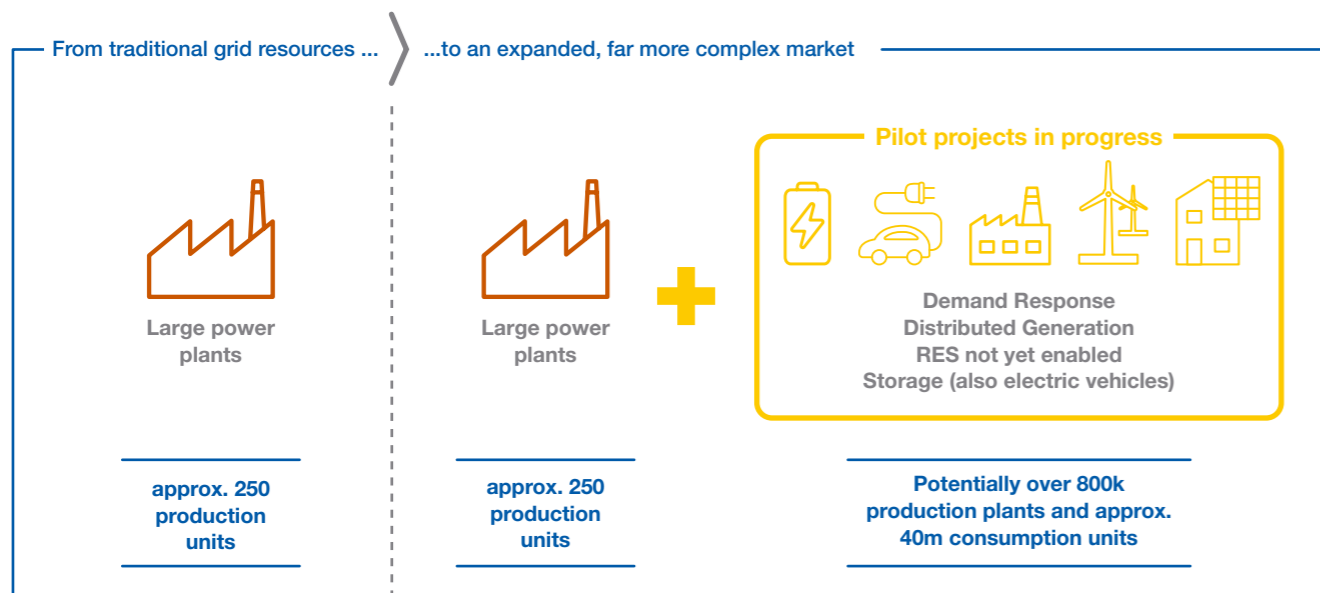 From traditional grid resources ...
...to an expanded, far more complex market
Pilot projects in progress
Large power
plants
Large power
plants
Demand Response
Distributed Generation
RES not yet enabled
Storage (also electric vehicles)
approx. 250
production
units
approx. 250
production
units
Potentially over 800k
production plants and approx.
40m consumption units